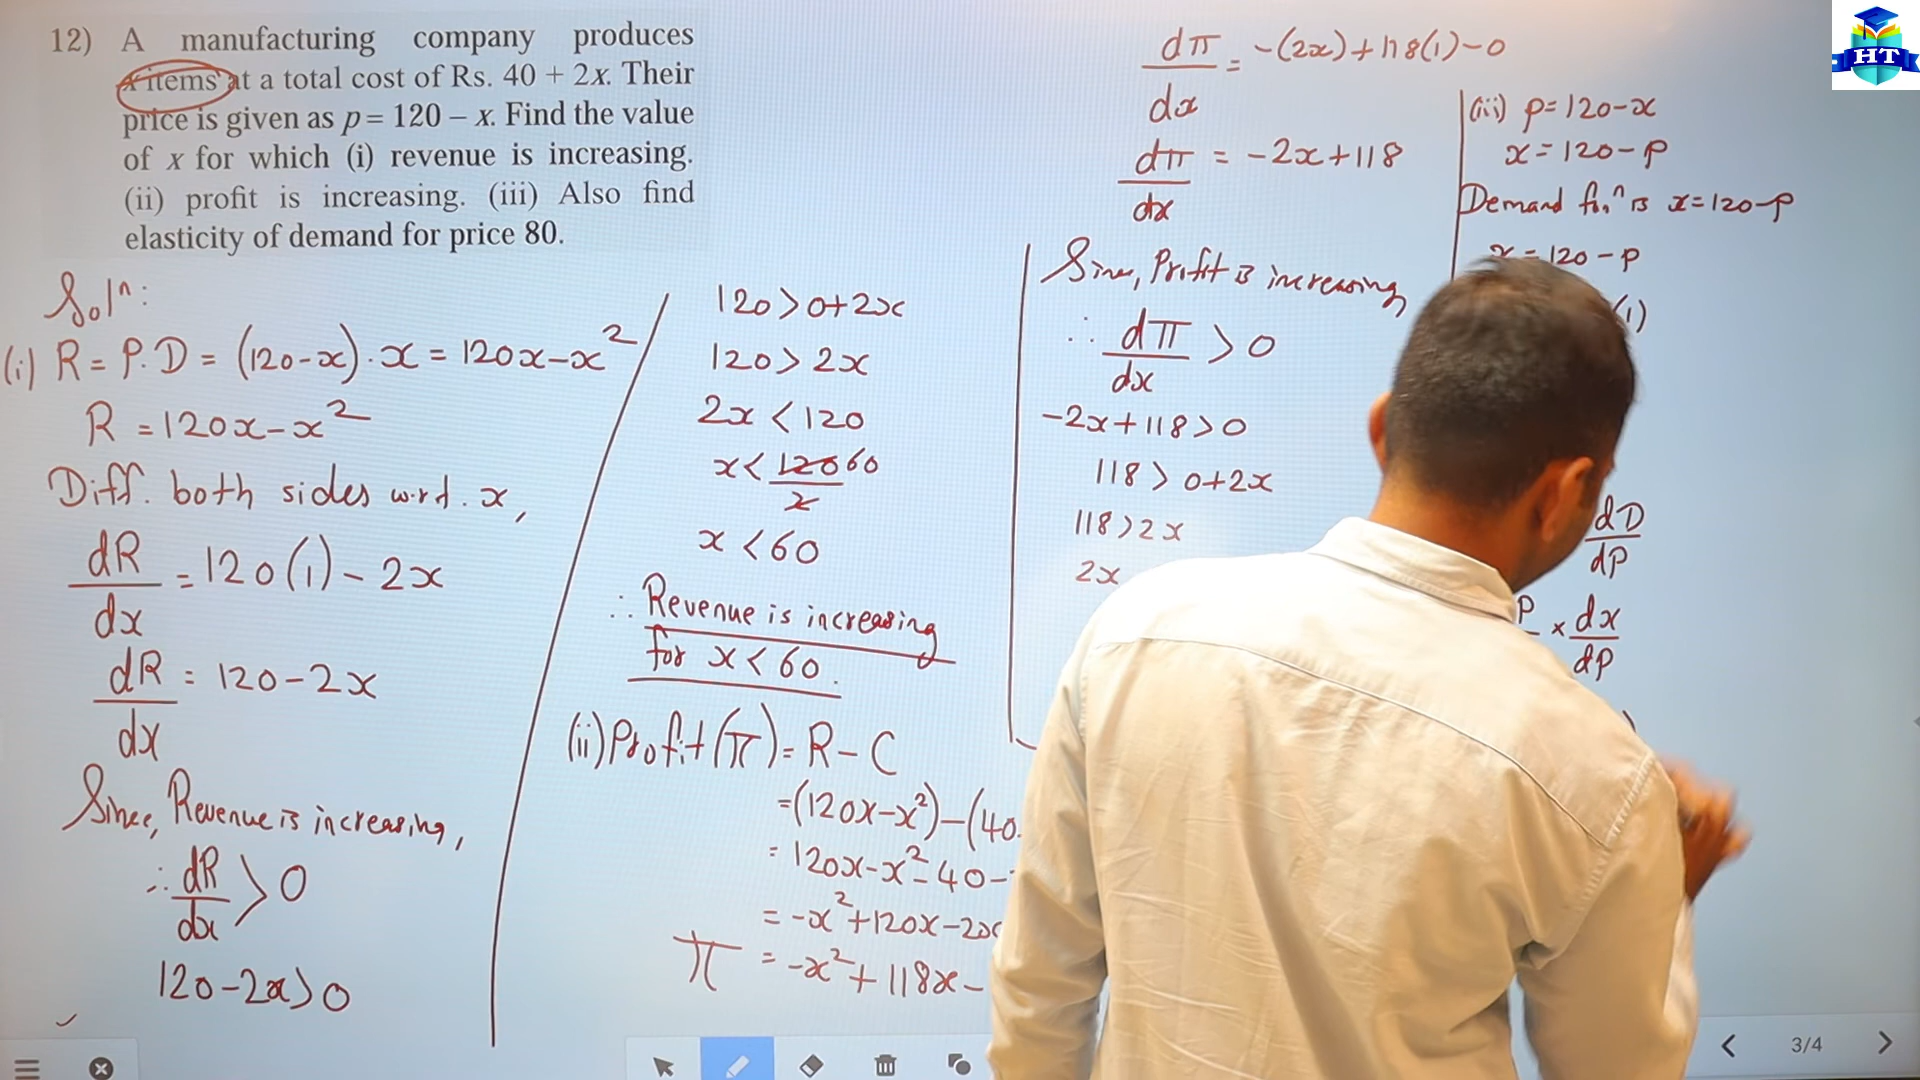 12) A manufacturing company produces
x items at a total cost of Rs. 40 + 2x. Their
price is given as p = 120 – x. Find the value
of x for which (i) revenue is increasing.
(ii) profit is increasing. (iii) Also find
elasticity of demand for price 80.
Solⁿ:
(i) R = P.D = (120-x).x = 120x-x²
R = 120x-x²
Diff. both sides w.r.t. x,
dR/dx = 120(1) - 2x
dR/dx = 120-2x
Since, Revenue is increasing,
∴ dR/dx > 0
120-2x>0
120>0+2x
120>2x
2x<120
x<120/2 60
x<60
∴ Revenue is increasing
for x<60.
(ii) Profit (π) = R-C
=(120x-x²)-(40
= 120x-x²-40-
= -x²+120x-2x
π = -x²+118x-
dπ/dx = -(2x)+118(1)-0
dπ/dx = -2x+118
Since, Profit is increasing,
∴ dπ/dx > 0
-2x+118>0
118>0+2x
118>2x
2x
(iii) p=120-x
x=120-p
Demand funⁿ is x=120-p
x=120-p
1)
dD/dP
P × dx/dp
3/4
HT